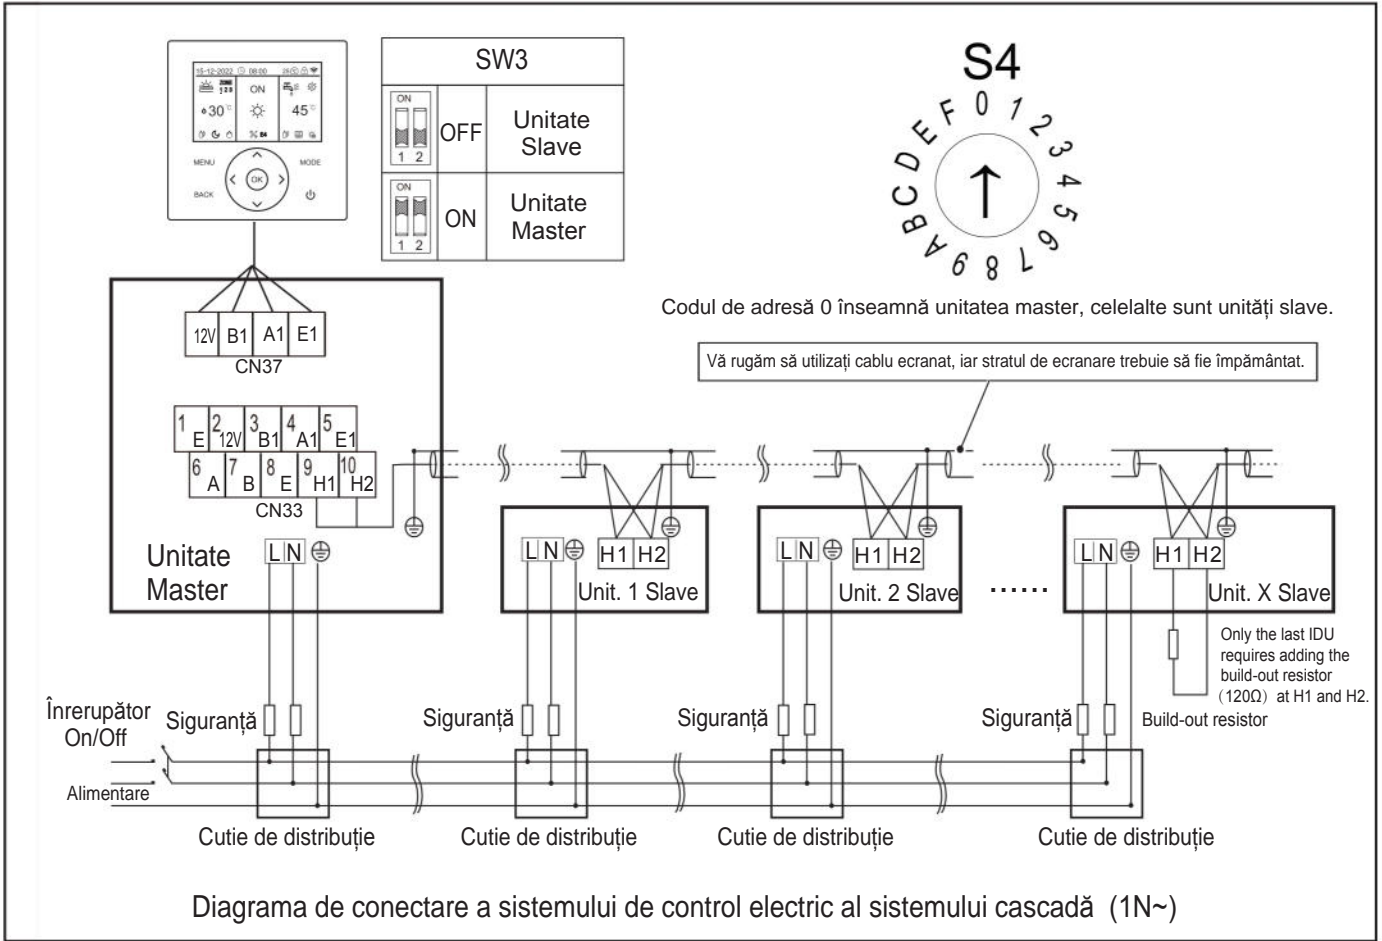 15-12-2022 08:00 25
ZONE
1 2 3
ON
30°C
45°C
MENU
MODE
OK
BACK
SW3
ON
1 2
OFF
Unitate
Slave
ON
1 2
ON
Unitate
Master
S4
0 1 2 3 4 5 6 7 8 9 A B C D E F
Codul de adresă 0 înseamnă unitatea master, celelalte sunt unități slave.
Vă rugăm să utilizați cablu ecranat, iar stratul de ecranare trebuie să fie împământat.
12V B1 A1 E1
CN37
1 E 2 12V 3 B1 4 A1 5 E1
6 A 7 B 8 E 9 H1 10 H2
CN33
Unitate
Master
L N
L N H1 H2
Unit. 1 Slave
L N H1 H2
Unit. 2 Slave
......
L N H1 H2
Unit. X Slave
Only the last IDU
requires adding the
build-out resistor
（120Ω） at H1 and H2.
Build-out resistor
Înrerupător
On/Off
Siguranță
Siguranță
Siguranță
Siguranță
Alimentare
Cutie de distribuție
Cutie de distribuție
Cutie de distribuție
Cutie de distribuție
Diagrama de conectare a sistemului de control electric al sistemului cascadă (1N~)